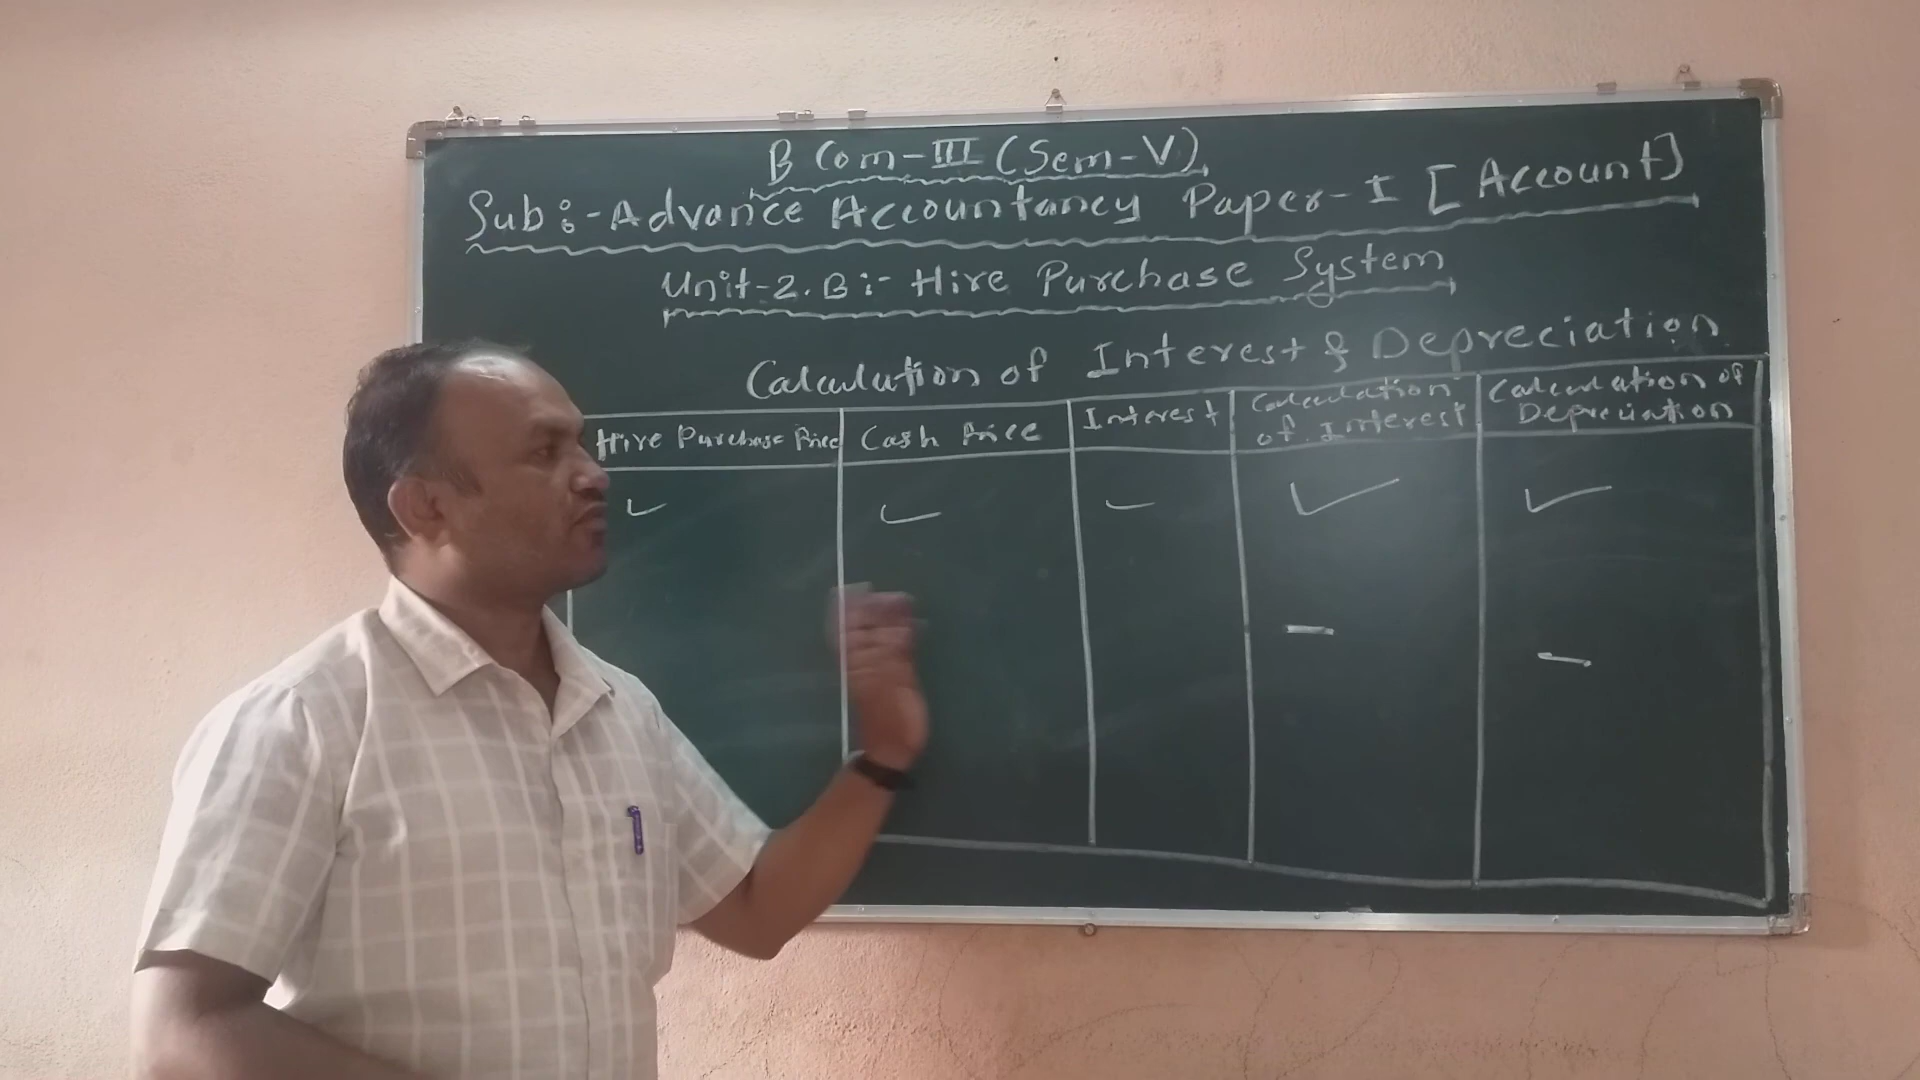 B Com-III (Sem-V)
Sub:-Advance Accountancy Paper-I [Account]
Unit-2.B:- Hire Purchase System
Calculation of Interest & Depreciation
Hire Purchase Price Cash Price Interest Calculation of Interest Calculation of Depreciation